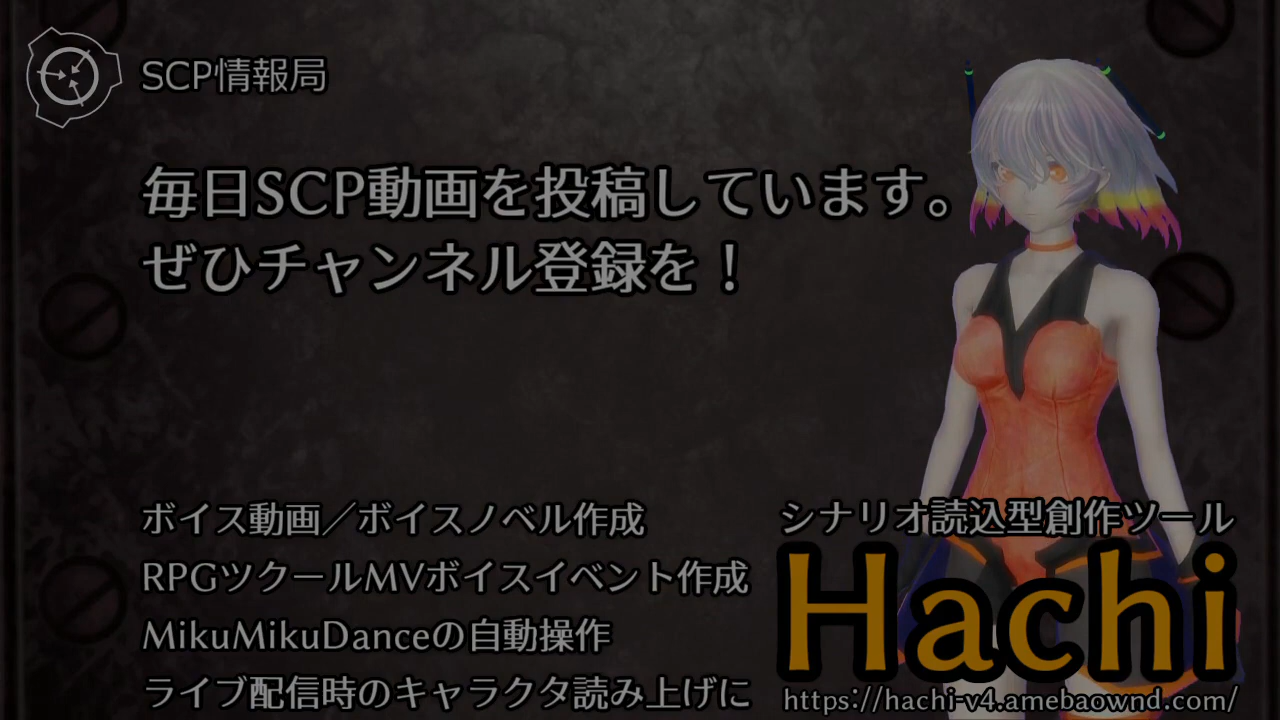 SCP情報局
毎日SCP動画を投稿しています。
ぜひチャンネル登録を！
ボイス動画／ボイスノベル作成
RPGツクールMVボイスイベント作成
MikuMikuDanceの自動操作
ライブ配信時のキャラクタ読み上げに
シナリオ読込型創作ツール
Hachi
https://hachi-v4.amebaownd.com/